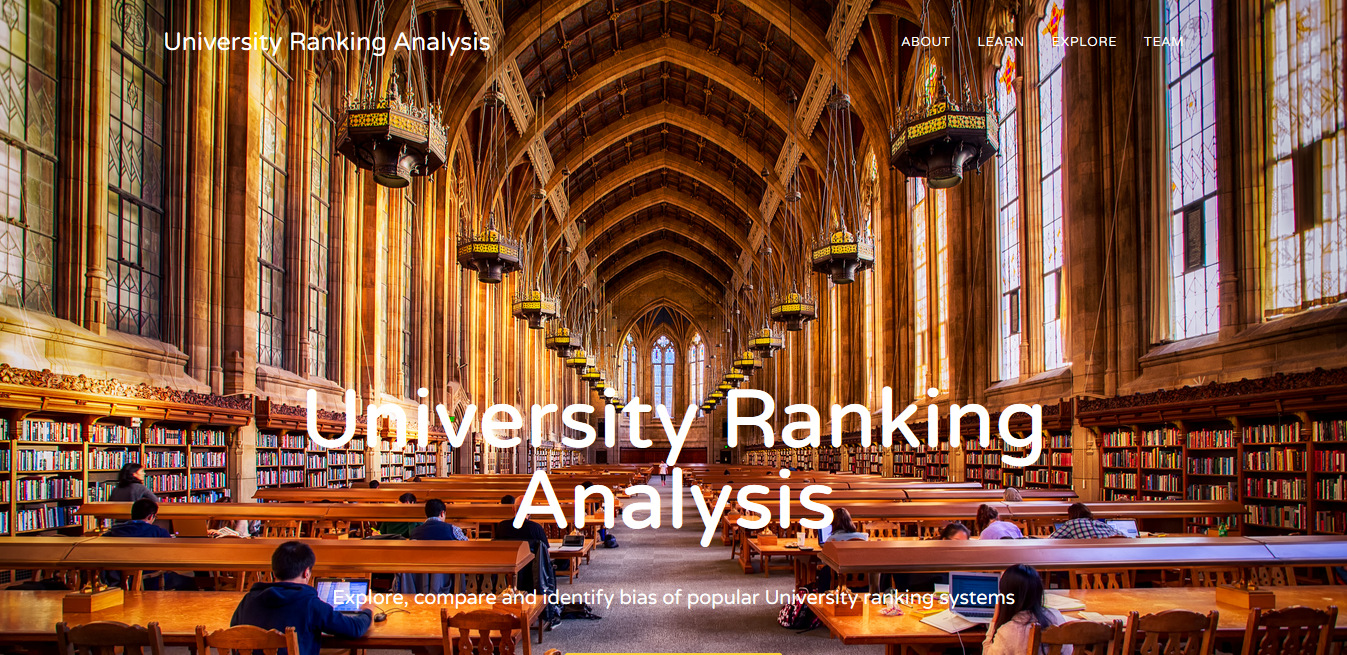 University Ranking Analysis
ABOUT LEARN EXPLORE TEAM
University Ranking
Analysis
Explore, compare and identify bias of popular University ranking systems